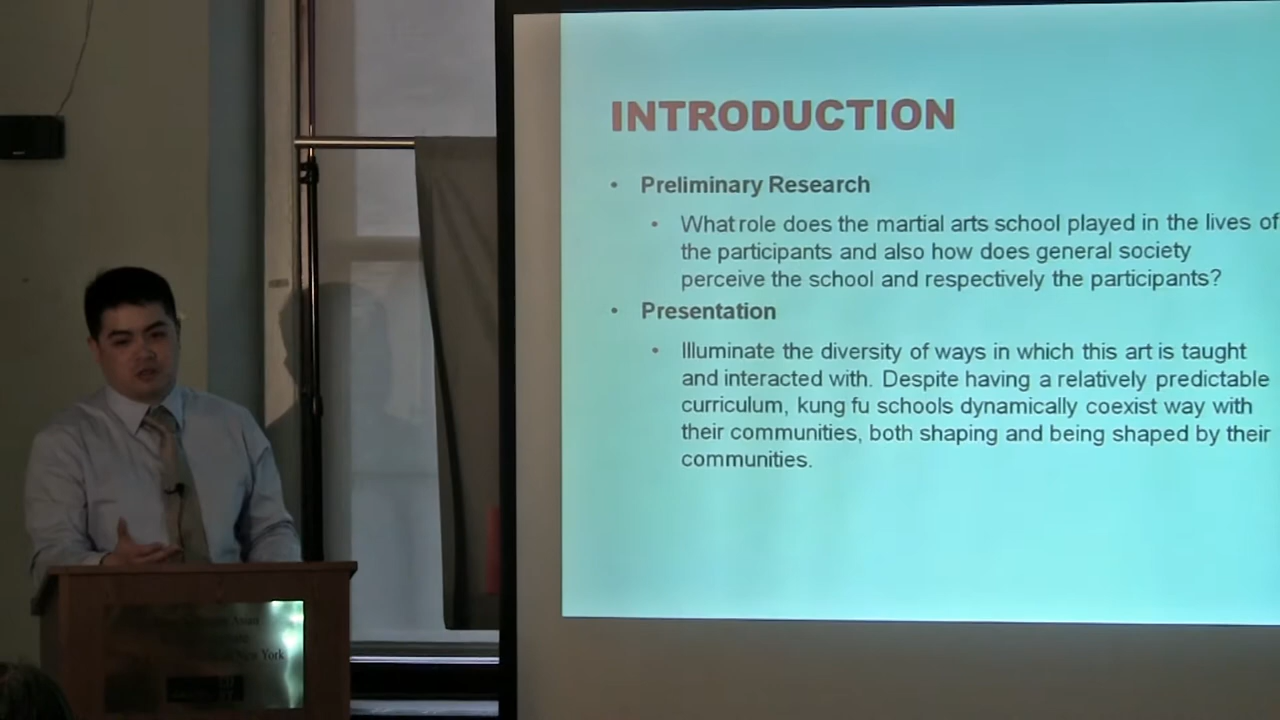 INTRODUCTION
• Preliminary Research
• What role does the martial arts school played in the lives of
the participants and also how does general society
perceive the school and respectively the participants?
• Presentation
• Illuminate the diversity of ways in which this art is taught
and interacted with. Despite having a relatively predictable
curriculum, kung fu schools dynamically coexist way with
their communities, both shaping and being shaped by their
communities.
Asian
New York